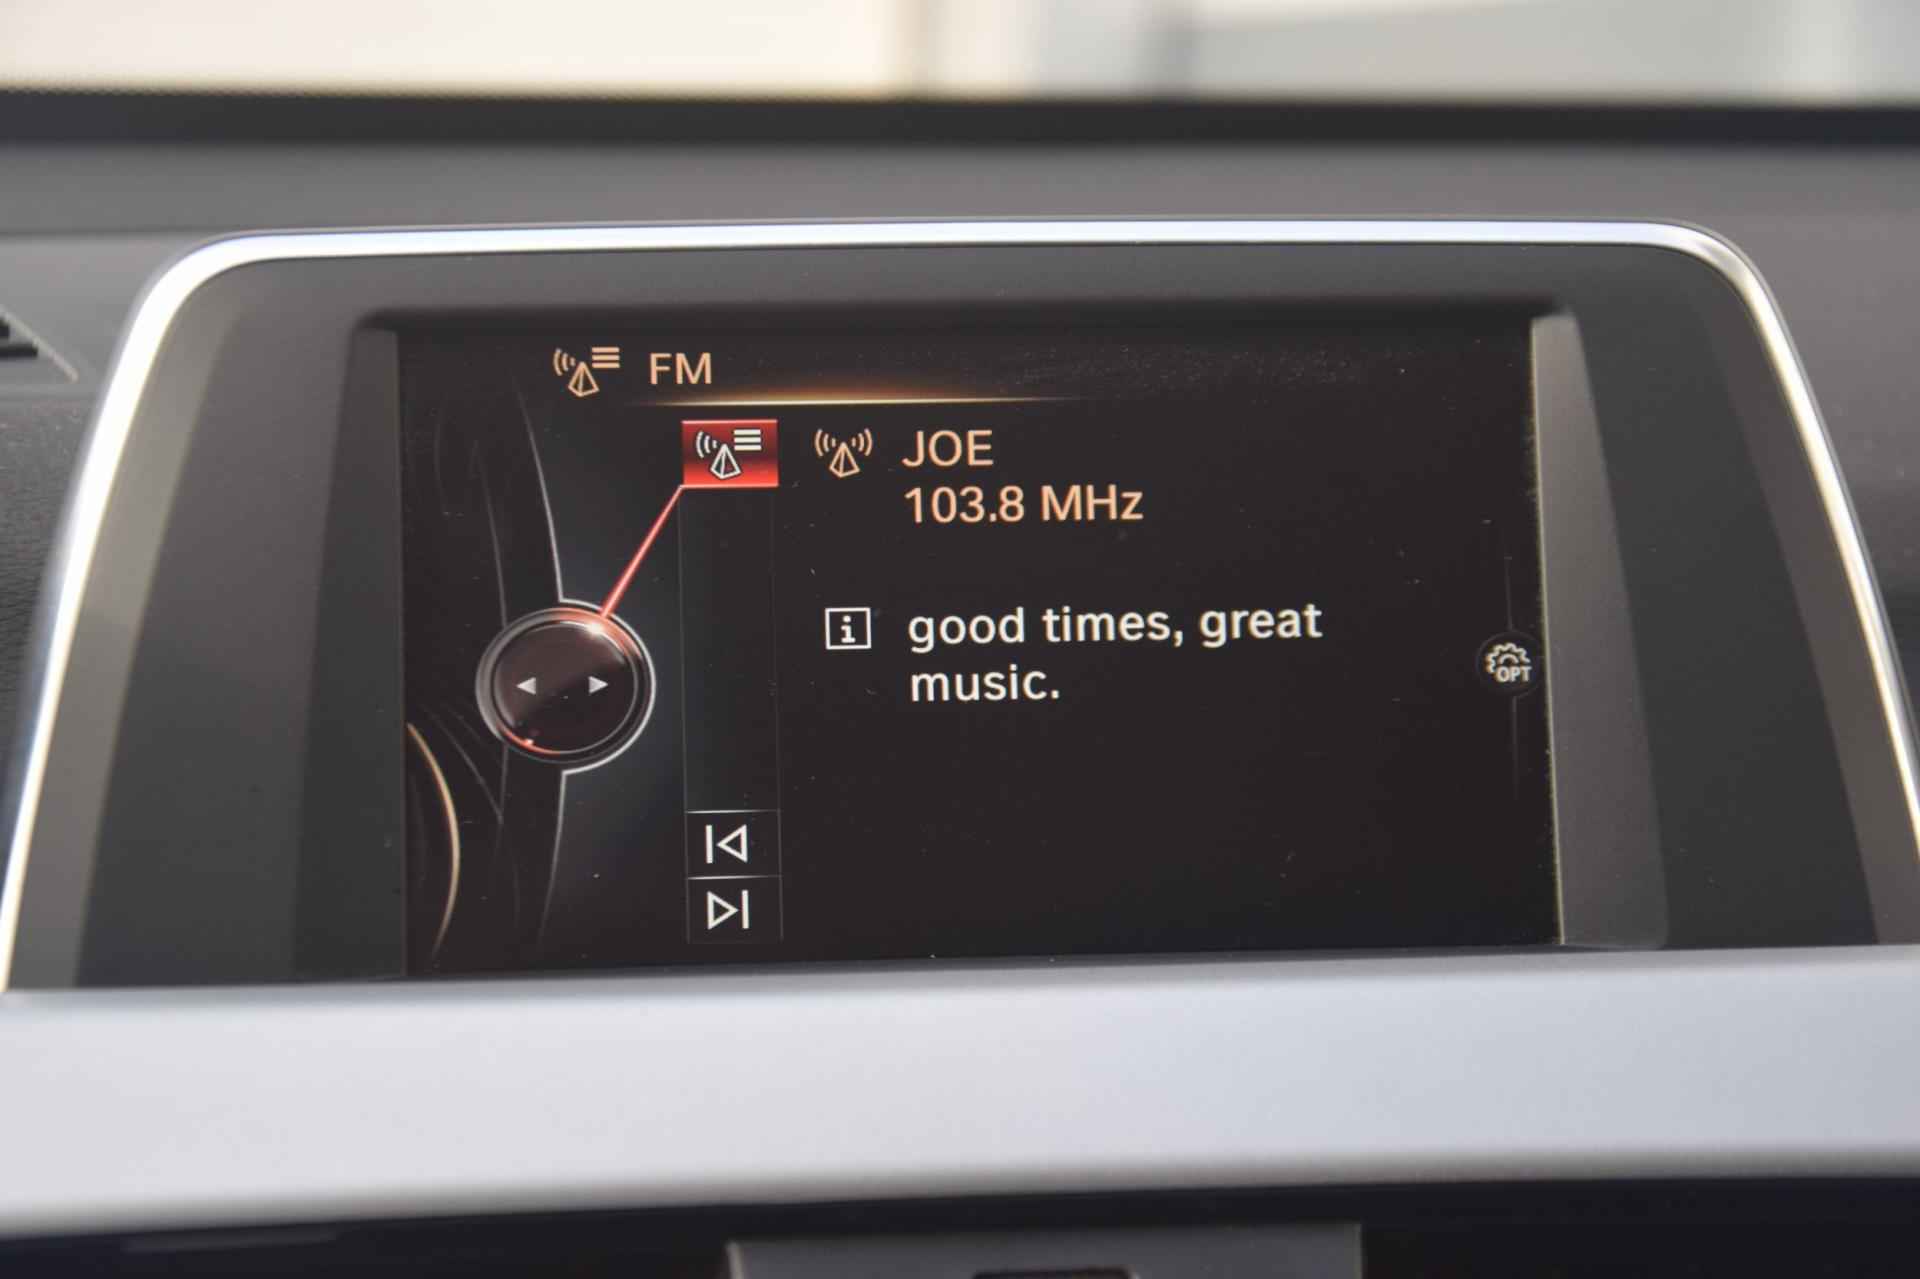 FM
JOE
103.8 MHz
i good times, great
music.
OPT